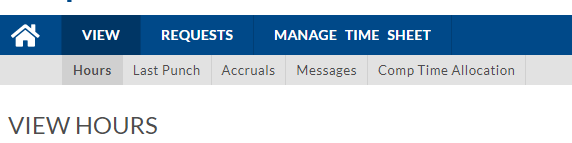 VIEW REQUESTS MANAGE TIME SHEET
Hours Last Punch Accruals Messages Comp Time Allocation
VIEW HOURS